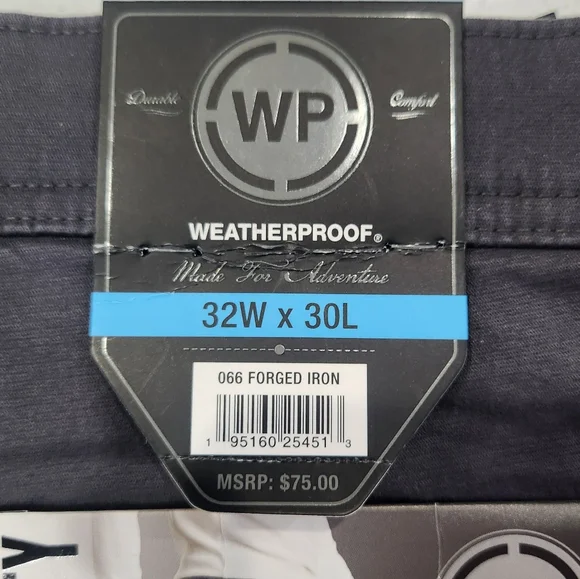 Durable
WP
Comfort
WEATHERPROOF®
Made For Adventure
32W x 30L
066 FORGED IRON
1 95160 25451 3
MSRP: $75.00
Y